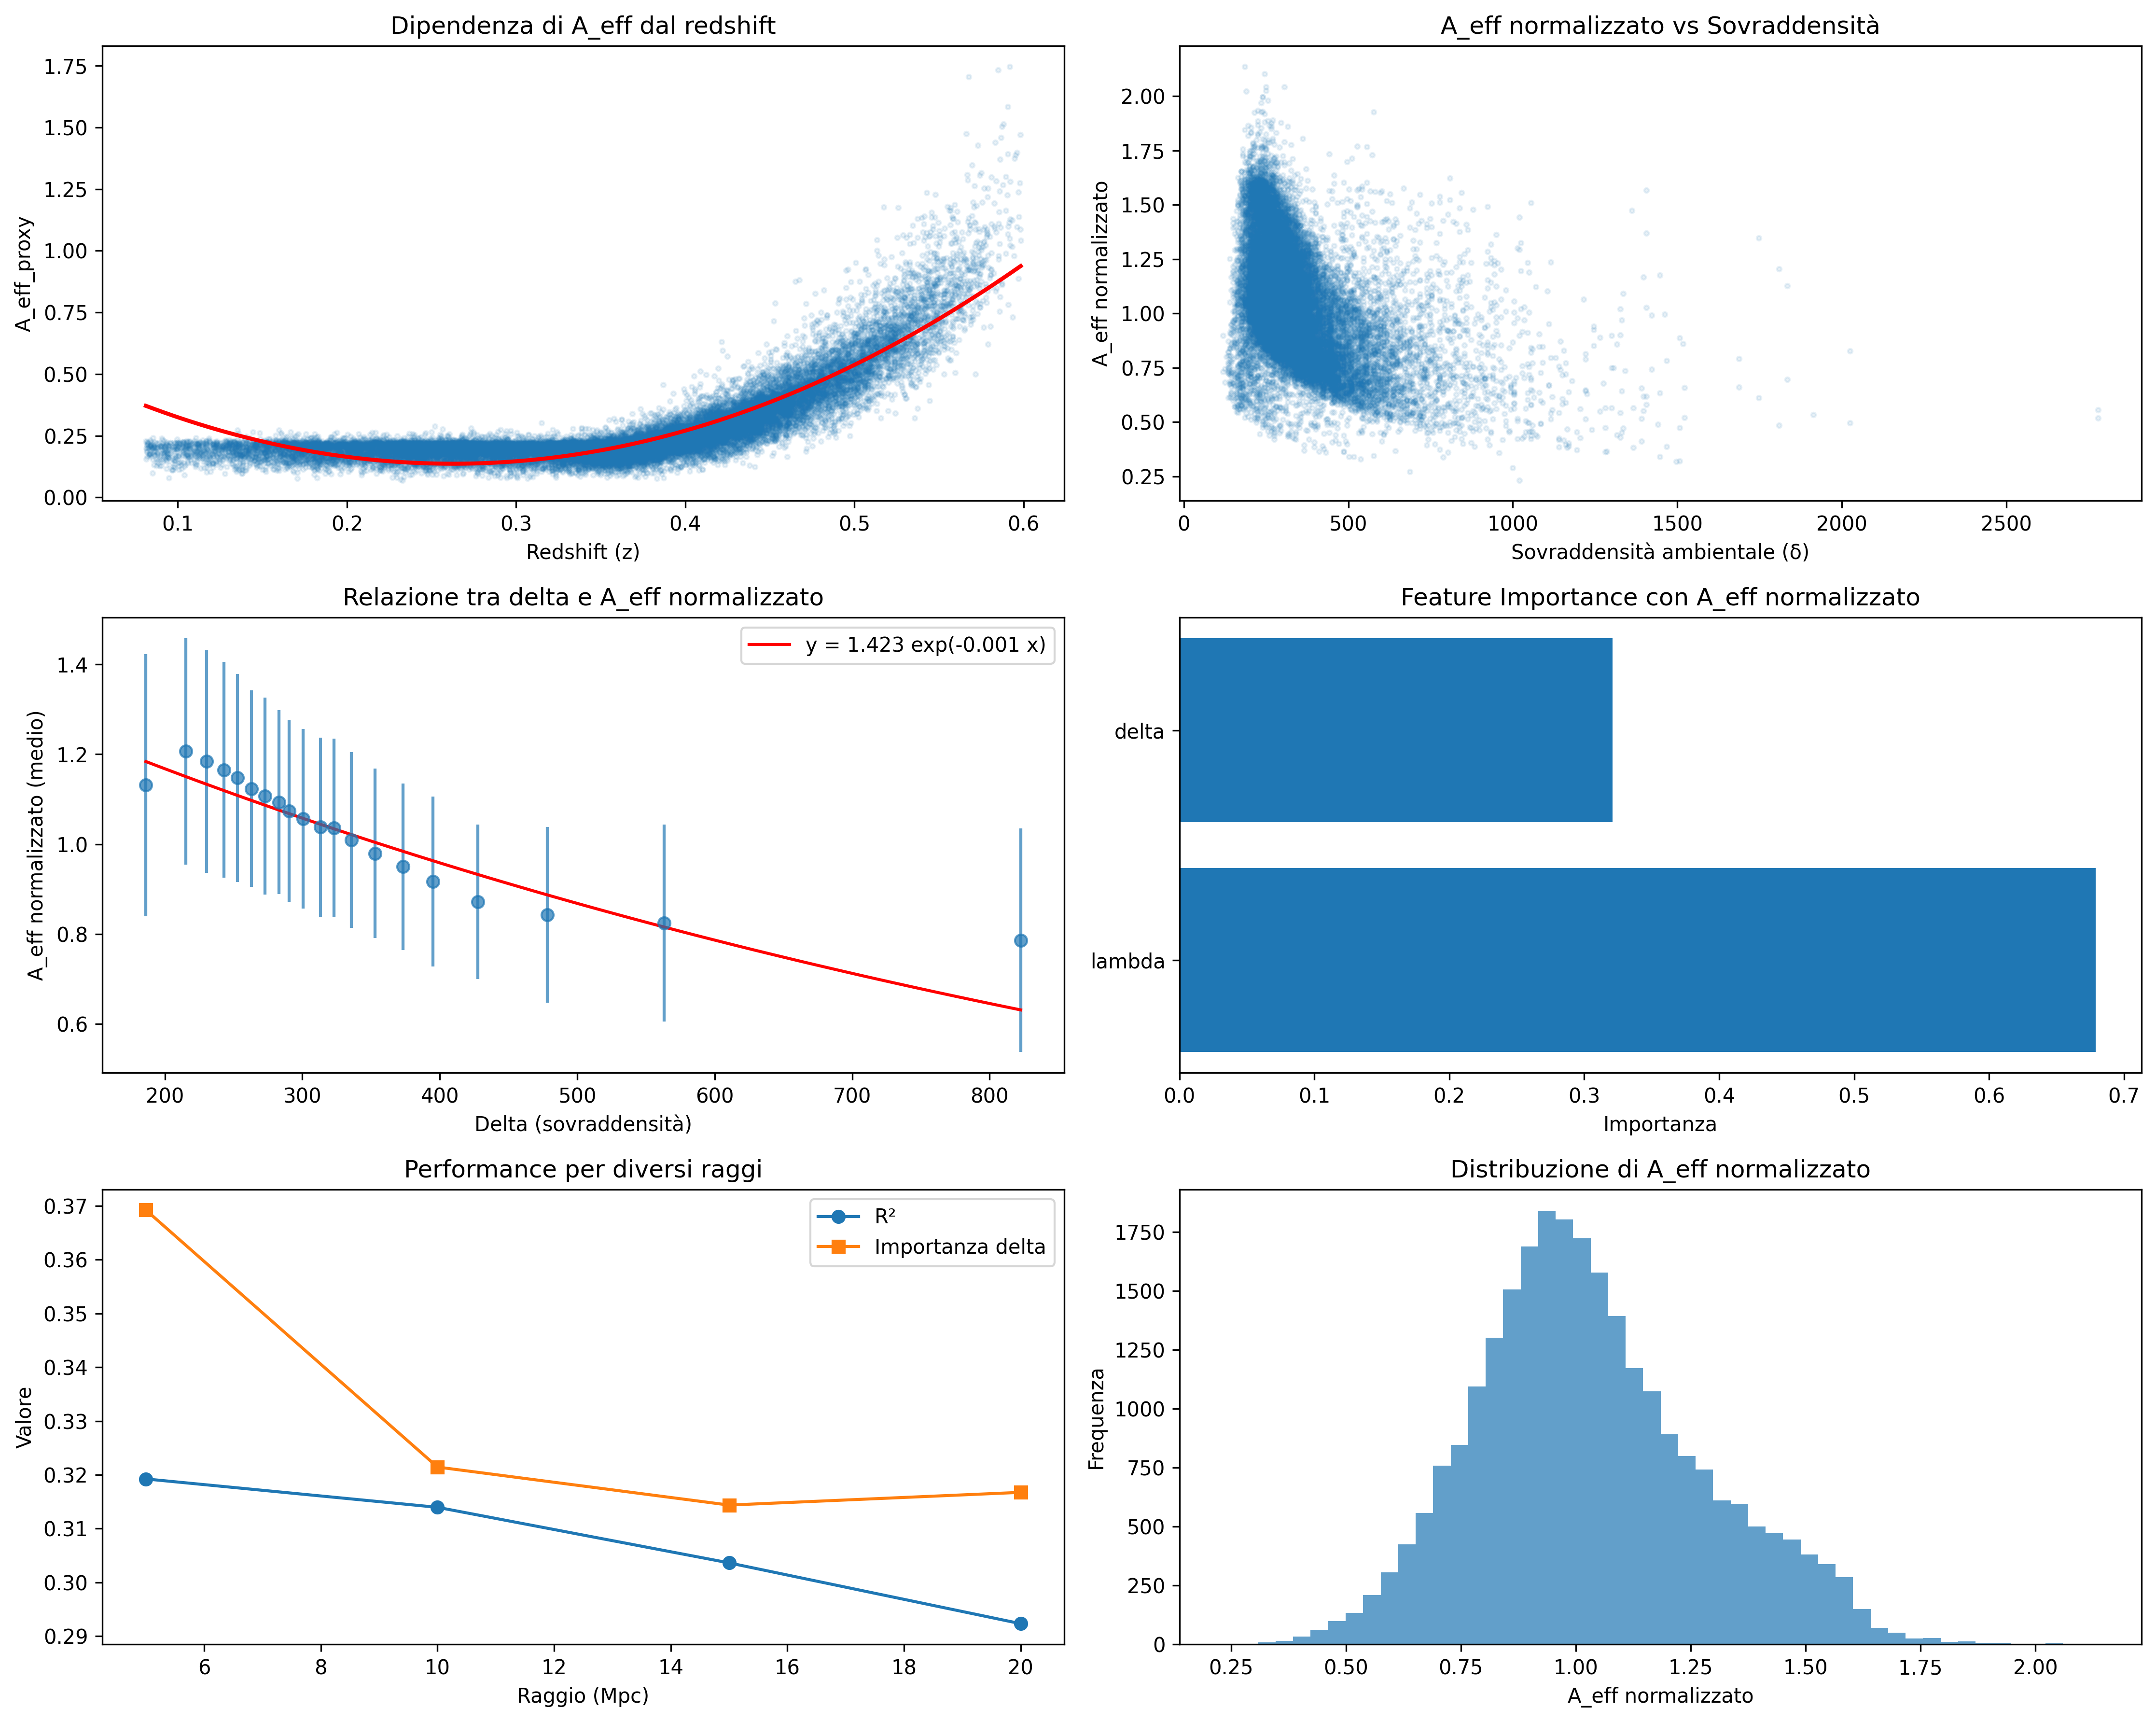 Dipendenza di A_eff dal redshift
1.75
1.50
1.25
1.00
0.75
0.50
0.25
0.00
A_eff_proxy
0.1 0.2 0.3 0.4 0.5 0.6
Redshift (z)
A_eff normalizzato vs Sovraddensità
2.00
1.75
1.50
1.25
1.00
0.75
0.50
0.25
A_eff normalizzato
0 500 1000 1500 2000 2500
Sovraddensità ambientale (δ)
Relazione tra delta e A_eff normalizzato
y = 1.423 exp(-0.001 x)
1.4
1.2
1.0
0.8
0.6
A_eff normalizzato (medio)
200 300 400 500 600 700 800
Delta (sovraddensità)
Feature Importance con A_eff normalizzato
delta
lambda
0.0 0.1 0.2 0.3 0.4 0.5 0.6 0.7
Importanza
Performance per diversi raggi
R²
Importanza delta
0.37
0.36
0.35
0.34
0.33
0.32
0.31
0.30
0.29
Valore
6 8 10 12 14 16 18 20
Raggio (Mpc)
Distribuzione di A_eff normalizzato
1750
1500
1250
1000
750
500
250
0
Frequenza
0.25 0.50 0.75 1.00 1.25 1.50 1.75 2.00
A_eff normalizzato